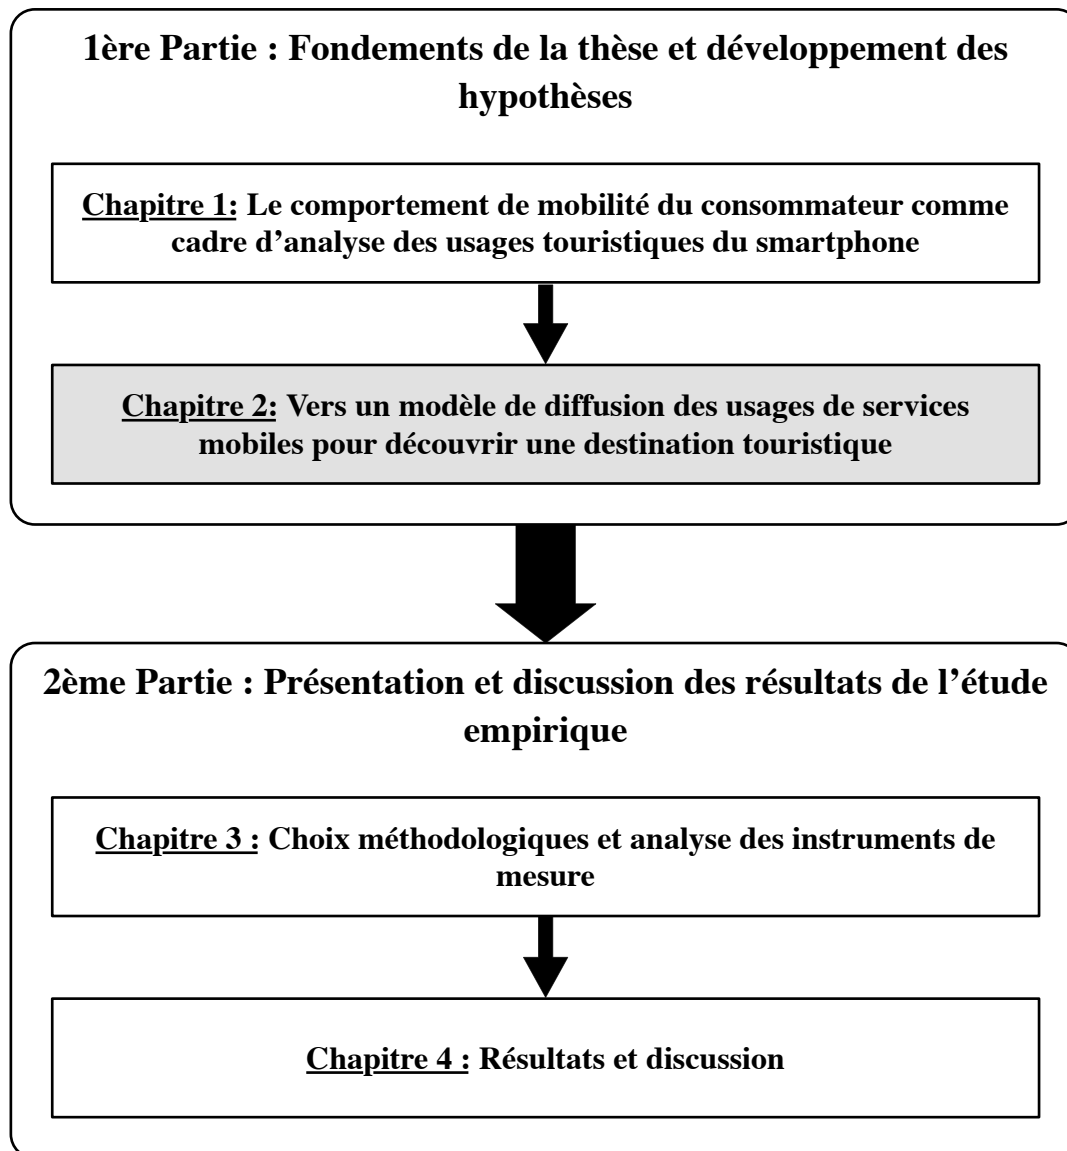 1ère Partie : Fondements de la thèse et développement des
hypothèses
Chapitre 1: Le comportement de mobilité du consommateur comme
cadre d’analyse des usages touristiques du smartphone
Chapitre 2: Vers un modèle de diffusion des usages de services
mobiles pour découvrir une destination touristique
2ème Partie : Présentation et discussion des résultats de l’étude
empirique
Chapitre 3 : Choix méthodologiques et analyse des instruments de
mesure
Chapitre 4 : Résultats et discussion